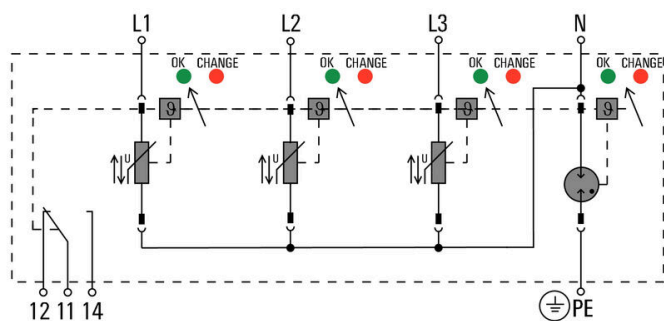 L1 L2 L3 N
OK CHANGE OK CHANGE OK CHANGE OK CHANGE
ϑ ϑ ϑ ϑ
U U U
12 11 14 PE